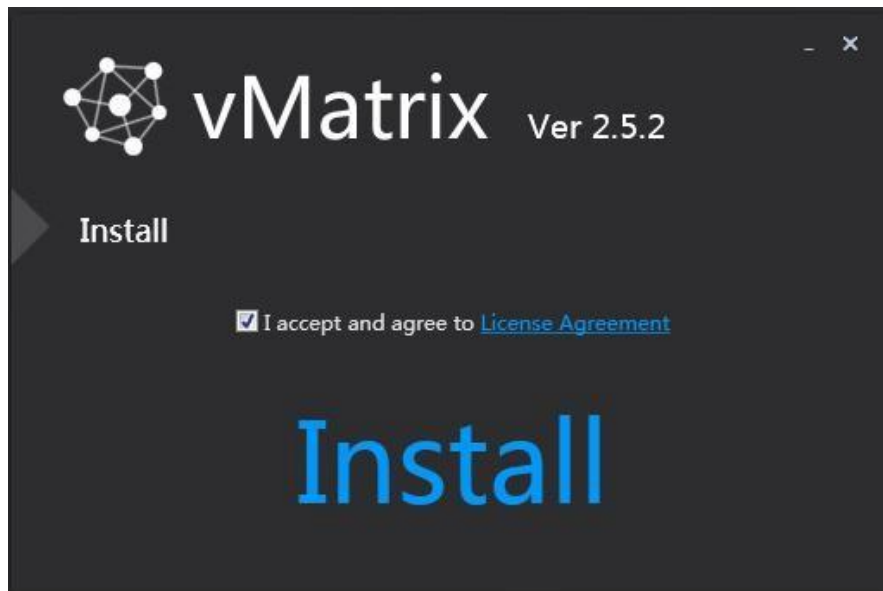 vMatrix Ver 2.5.2
Install
I accept and agree to License Agreement
Install